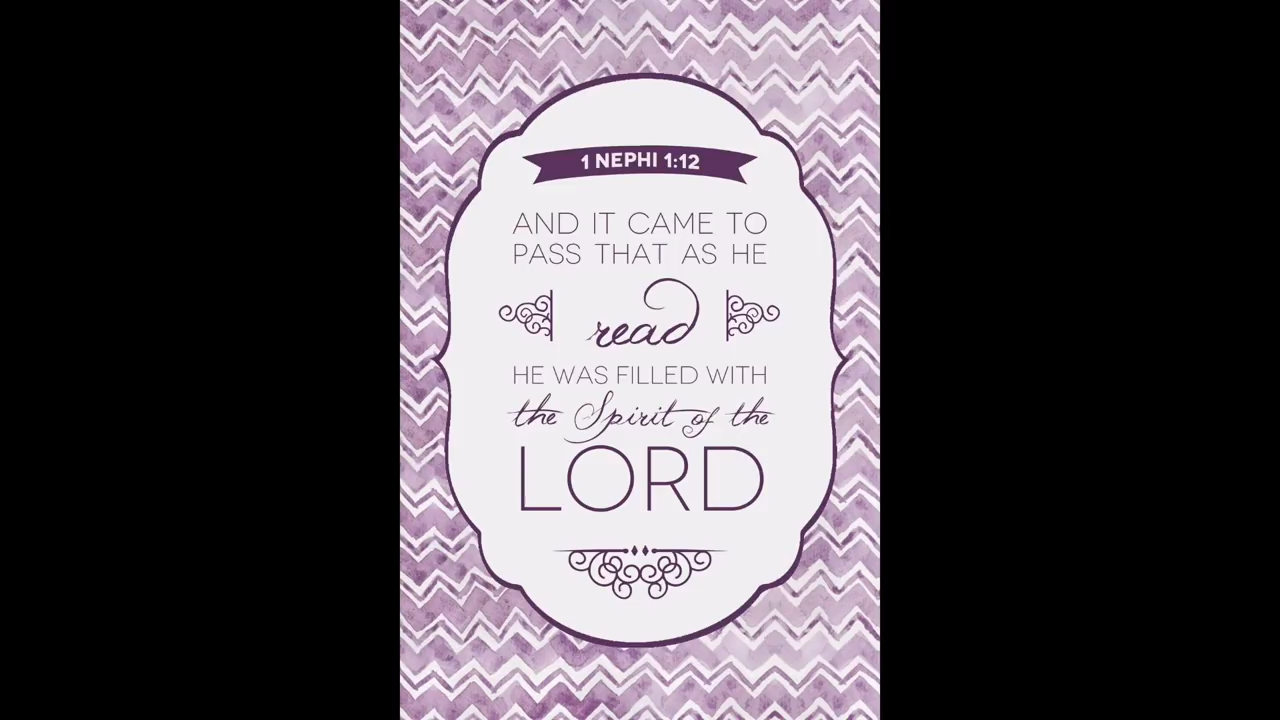 1 NEPHI 1:12
AND IT CAME TO
PASS THAT AS HE
read
HE WAS FILLED WITH
the Spirit of the
LORD